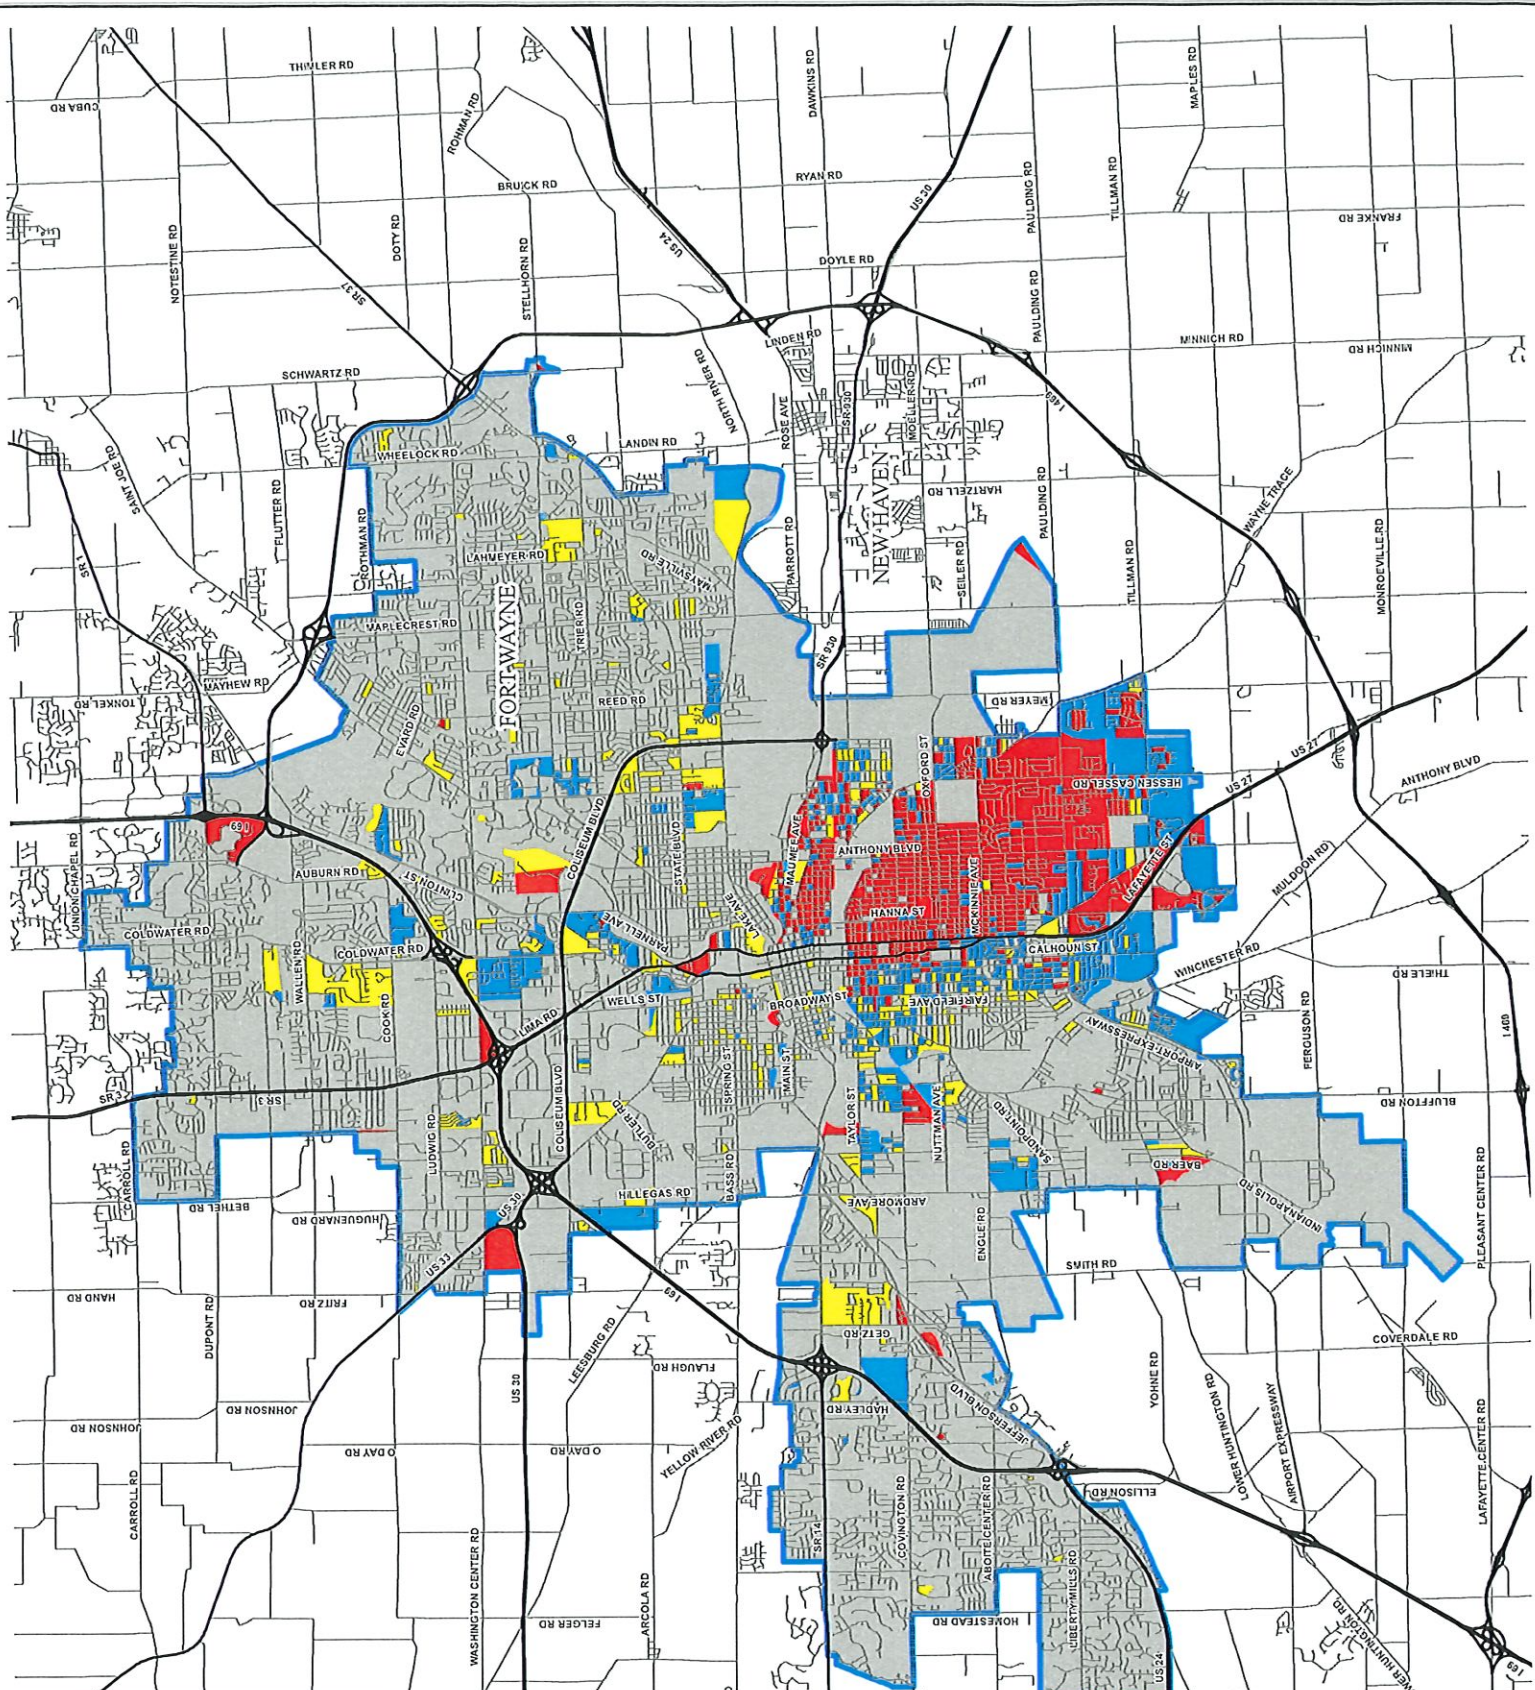 THIMLER RD
CUBA RD
ROHMAN RD
DAWKINS RD
MAPLES RD
BRUICK RD
RYAN RD
US 30
PAULDING RD
TILLMAN RD
FRANKE RD
NOTESTINE RD
DOTY RD
STELLHORN RD
US 24
DOYLE RD
SR 37
PAULDING RD
LINDEN RD
MINNICH RD
MINNICH RD
SCHWARTZ RD
NORTH RIVER RD
ROSE AVE
SR 930
MOELLER RD
I 469
SAINT JOE RD
WHEELOCK RD
LANDIN RD
FLUTTER RD
ROTHMAN RD
NEW HAVEN
HARTZELL RD
PAULDING RD
WAYNE TRACE
SR 1
LAHMEYER RD
MAYSVILLE RD
PARROTT RD
SEILER RD
TILLMAN RD
MONROEVILLE RD
FORT WAYNE
TRIER RD
MAPLECREST RD
SR 930
MAYHEW RD
TONKEL RD
EVARD RD
REED RD
MEYER RD
OXFORD ST
HESSEN CASSEL RD
US 27
US 27
ANTHONY BLVD
I 69
UNION CHAPEL RD
AUBURN RD
CLINTON ST
COLISEUM BLVD
STATE BLVD
MAUMEE AVE
ANTHONY BLVD
MCKINNIE AVE
LAFAYETTE ST
MULDOON RD
COLDWATER RD
COLDWATER RD
PARNELL AVE
LAKE AVE
HANNA ST
CALHOUN ST
WINCHESTER RD
THIELE RD
WALLEN RD
COOK RD
LIMA RD
WELLS ST
BROADWAY ST
FAIRFIELD AVE
AIRPORT EXPRESSWAY
FERGUSON RD
I 469
SR 3
SR 3
SPRING ST
MAIN ST
TAYLOR ST
NUTTMAN AVE
SANDPOINT RD
BLUFFTON RD
CARROLL RD
LUDWIG RD
COLISEUM BLVD
BUTLER RD
BASS RD
BAER RD
INDIANAPOLIS RD
PLEASANT CENTER RD
BETHEL RD
HUGUENARD RD
US 30
HILLEGAS RD
ARDMORE AVE
ENGLE RD
US 33
SMITH RD
HAND RD
DUPONT RD
FRITZ RD
I 69
LEESBURG RD
GETZ RD
COVERDALE RD
FLAUGH RD
US 30
HADLEY RD
JEFFERSON BLVD
YOHNE RD
LOWER HUNTINGTON RD
AIRPORT EXPRESSWAY
LAFAYETTE CENTER RD
JOHNSON RD
JOHNSON RD
O DAY RD
O DAY RD
YELLOW RIVER RD
CARROLL RD
WASHINGTON CENTER RD
SR 14
COVINGTON RD
ABOITE CENTER RD
ELLISON RD
ARCOLA RD
FELGER RD
HOMESTEAD RD
LIBERTY MILLS RD
US 24
LOWER HUNTINGTON RD
I 69